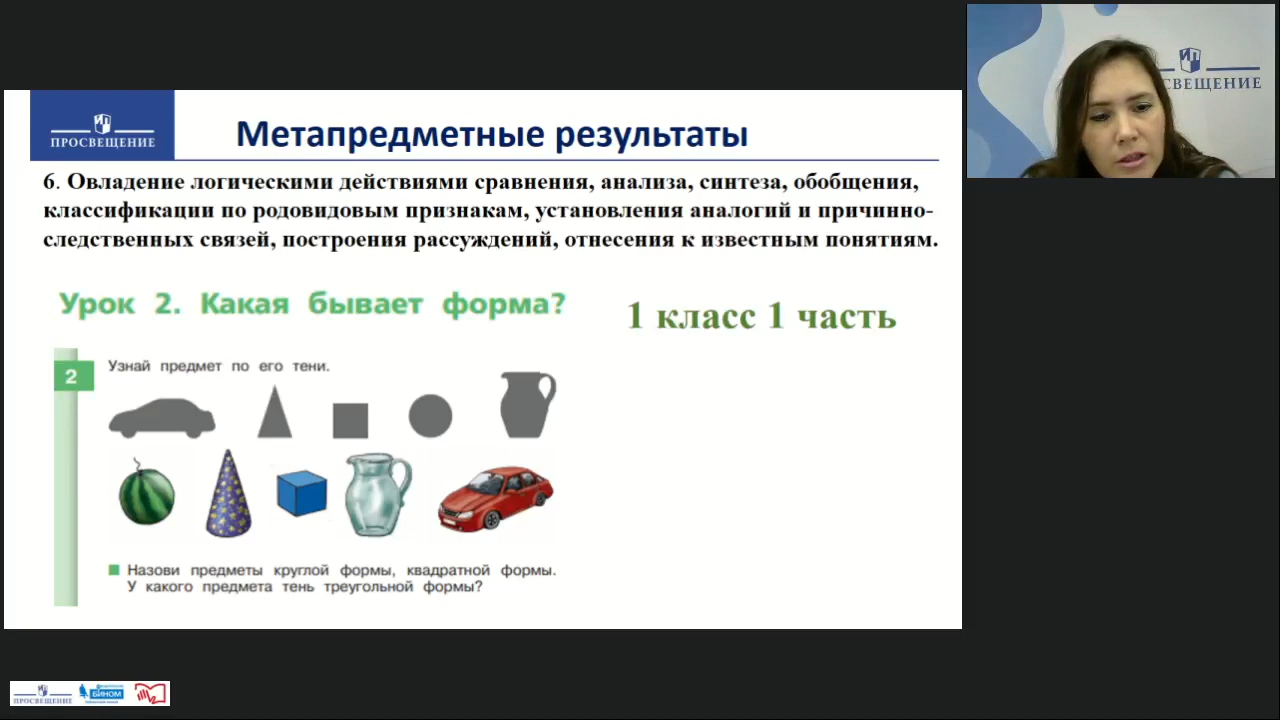 ПРОСВЕЩЕНИЕ
Метапредметные результаты
6. Овладение логическими действиями сравнения, анализа, синтеза, обобщения,
классификации по родовидовым признакам, установления аналогий и причинно-
следственных связей, построения рассуждений, отнесения к известным понятиям.
Урок 2. Какая бывает форма?
1 класс 1 часть
2
Узнай предмет по его тени.
Назови предметы круглой формы, квадратной формы.
У какого предмета тень треугольной формы?
СВЕЩЕНИЕ
ПРОСВЕЩЕНИЕ
БИНОМ